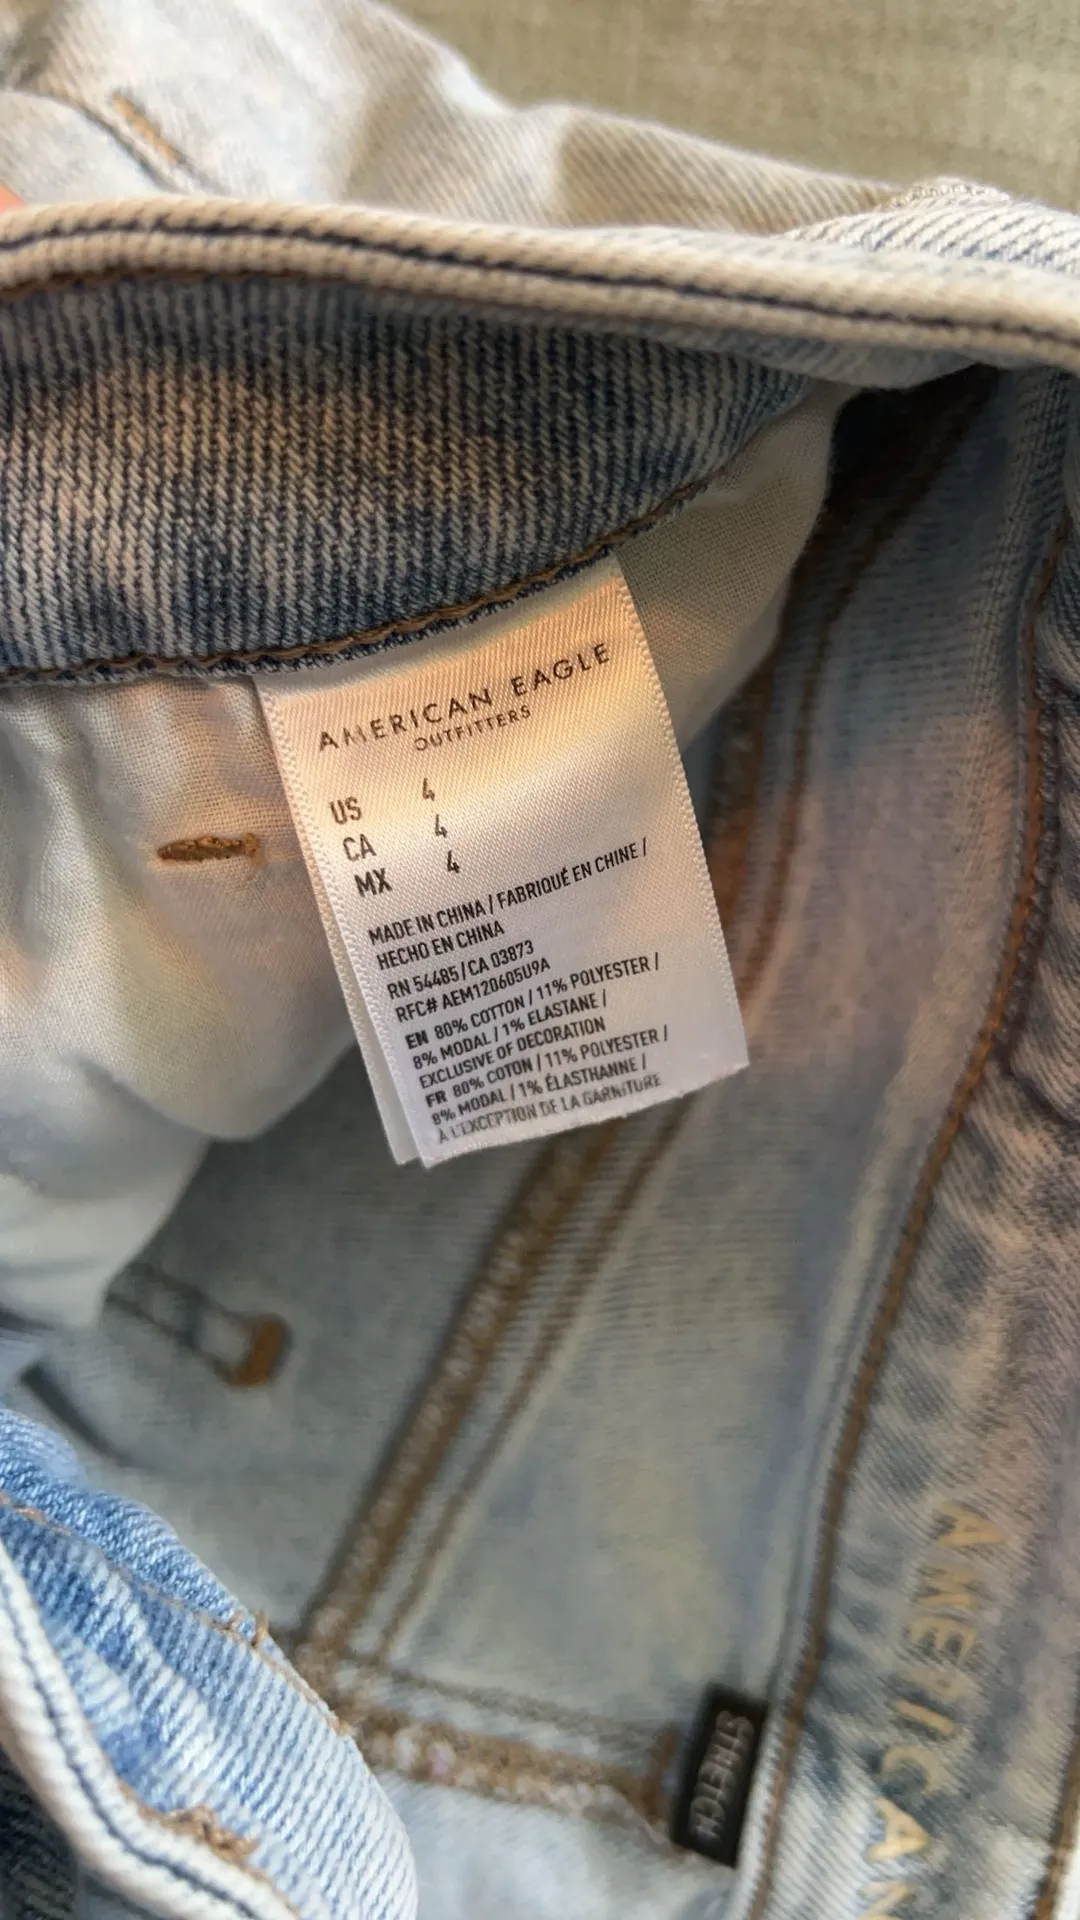 AMERICAN EAGLE
OUTFITTERS
US 4
CA 4
MX 4
MADE IN CHINA / FABRIQUÉ EN CHINE /
HECHO EN CHINA
RN 54485 / CA 03873
RFC# AEM120605U9A
EN 80% COTTON / 11% POLYESTER /
8% MODAL / 1% ELASTANE /
EXCLUSIVE OF DECORATION
FR 80% COTON / 11% POLYESTER /
8% MODAL / 1% ÉLASTHANNE /
À L'EXCEPTION DE LA GARNITURE
STRETCH
AMERICAN